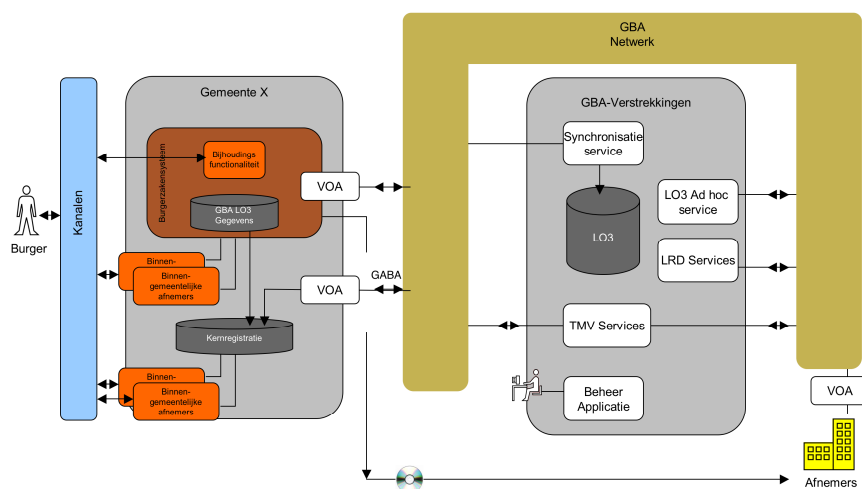 GBA
Netwerk
Gemeente X
GBA-Verstrekkingen
Burgerzakensysteem
Dijhoudings
functionaliteit
Synchronisatie
service
VOA
Kanalen
GBA LO3
Gegevens
LO3 Ad hoc
service
Burger
LO3
LRD Services
Binnen-
Binnen-
gemeentelijke
afnemers
VOA
GABA
Kernregistratie
TMV Services
Binnen-
Binnen-
gemeentelijke
afnemers
Beheer
Applicatie
VOA
Afnemers